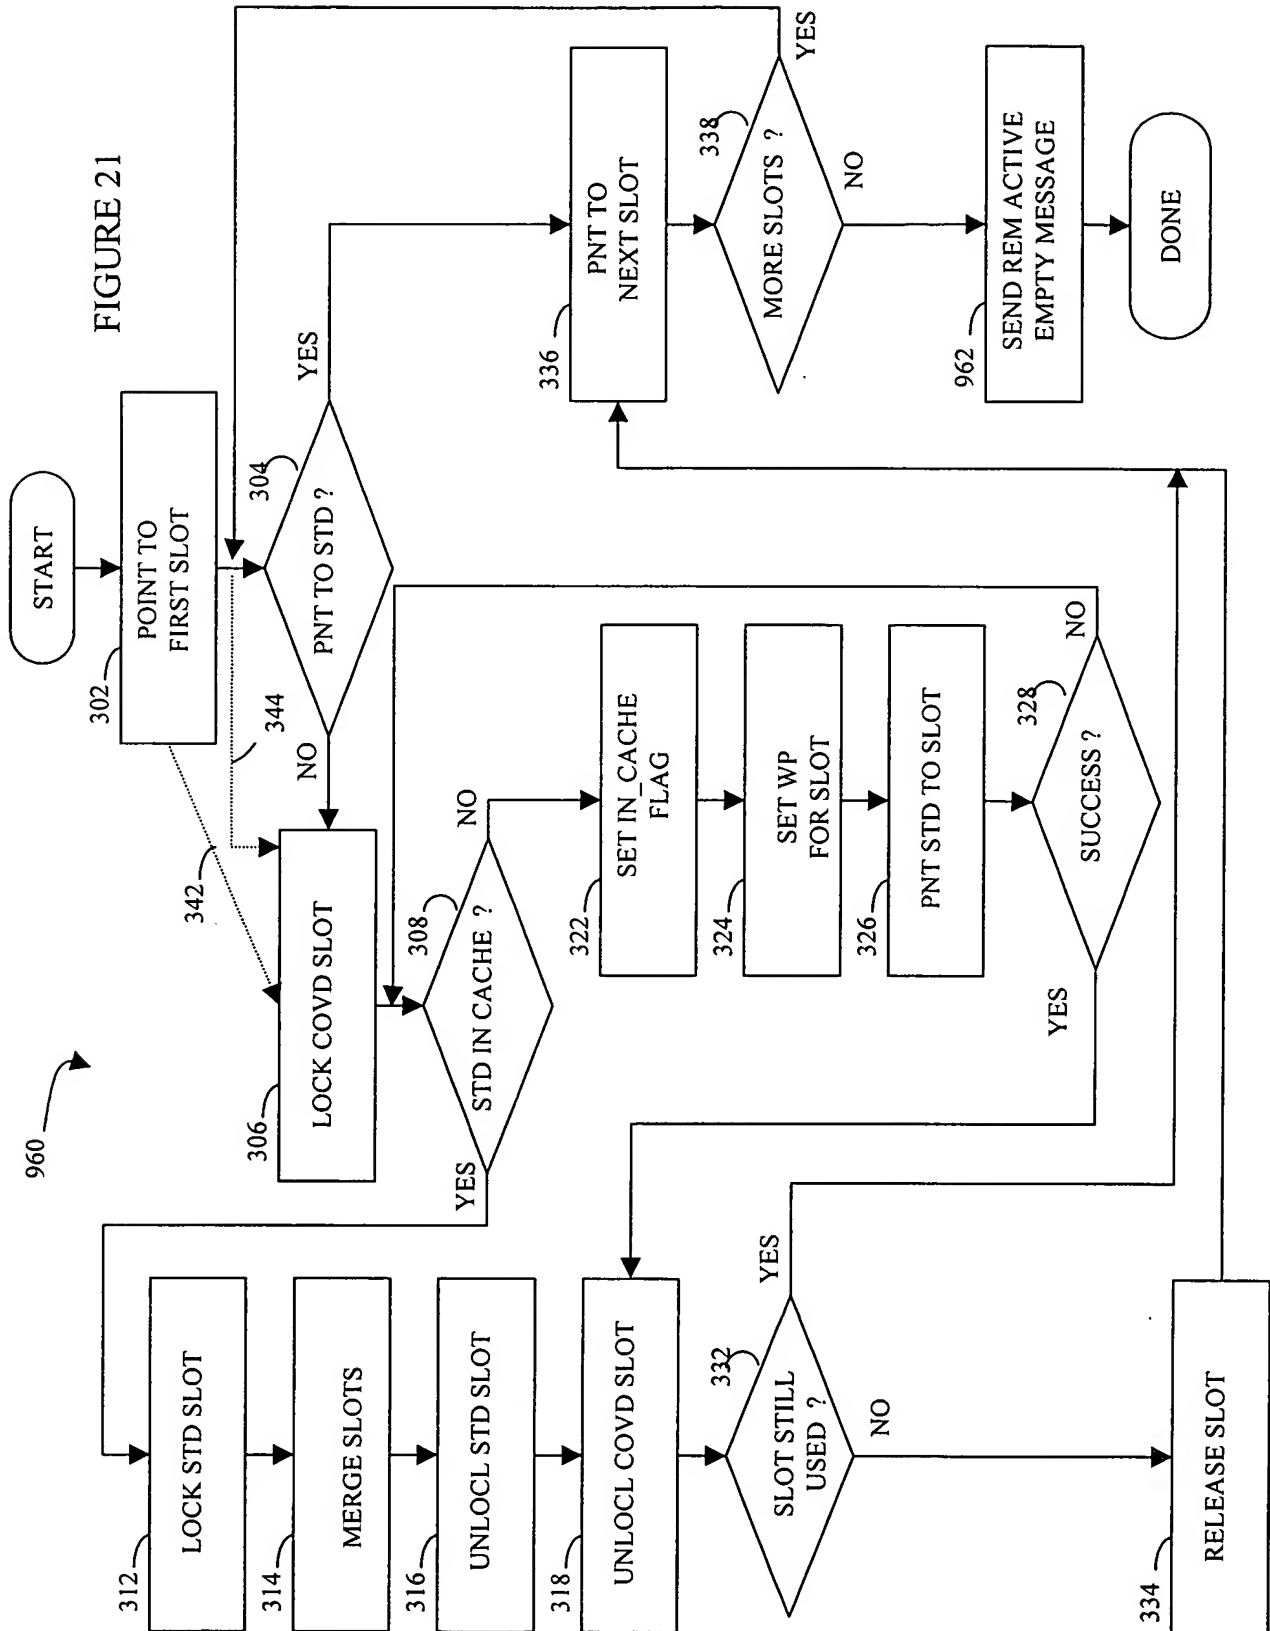 FIGURE 21
960
START
302
POINT TO
FIRST SLOT
342
344
304
PNT TO STD ?
YES
NO
306
LOCK COVD SLOT
308
STD IN CACHE ?
YES
NO
312
LOCK STD SLOT
314
MERGE SLOTS
316
UNLOCL STD SLOT
318
UNLOCL COVD SLOT
322
SET IN_CACHE
FLAG
324
SET WP
FOR SLOT
326
PNT STD TO SLOT
328
SUCCESS ?
YES
NO
332
SLOT STILL
USED ?
YES
NO
334
RELEASE SLOT
336
PNT TO
NEXT SLOT
338
MORE SLOTS ?
YES
NO
962
SEND REM ACTIVE
EMPTY MESSAGE
DONE